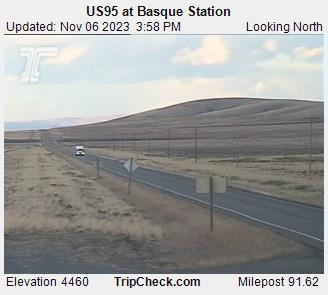 US95 at Basque Station
Updated: Nov 06 2023 3:58 PM Looking North
Elevation 4460 TripCheck.com Milepost 91.62